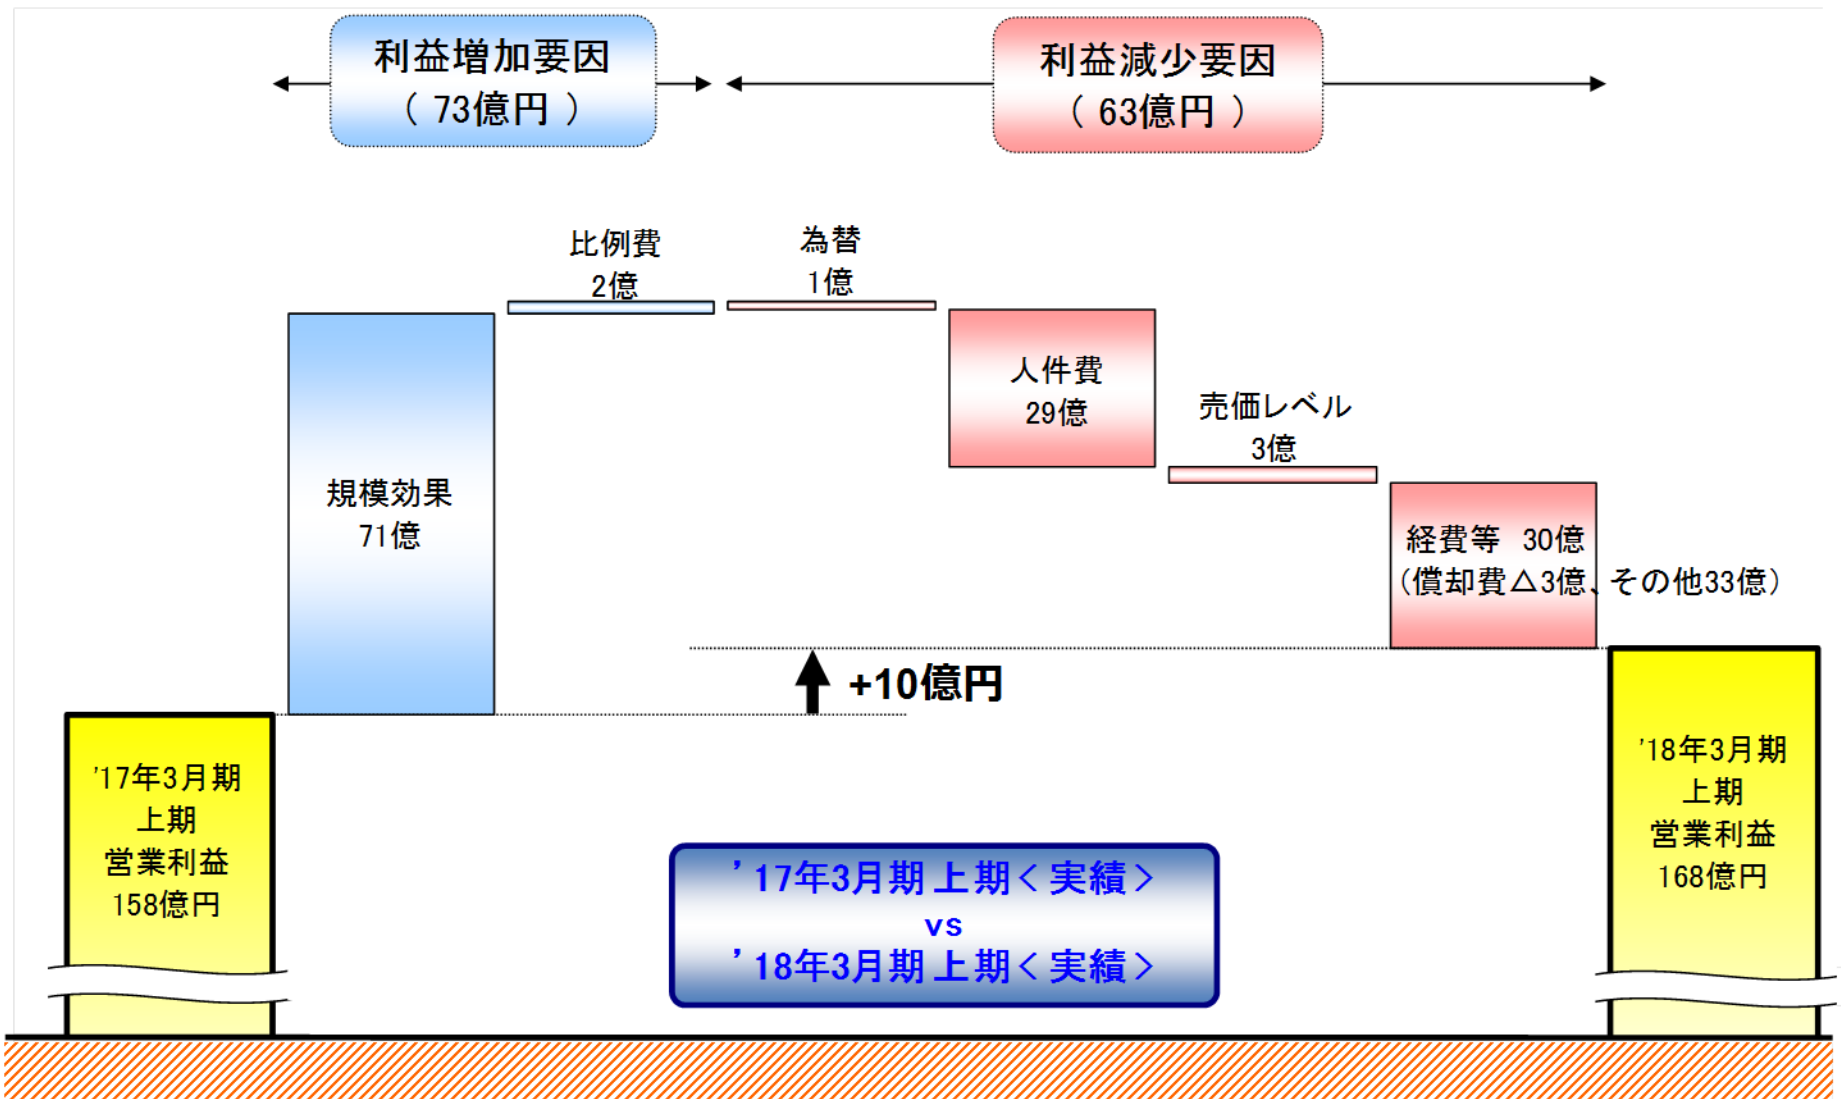 利益増加要因
（ 73億円 ）
利益減少要因
（ 63億円 ）
比例費
2億
為替
1億
人件費
29億
売価レベル
3億
規模効果
71億
経費等　30億
（償却費△3億、その他33億）
+10億円
'17年3月期
上期
営業利益
158億円
'18年3月期
上期
営業利益
168億円
’17年3月期 上期＜実績＞
vs
’18年3月期 上期＜実績＞